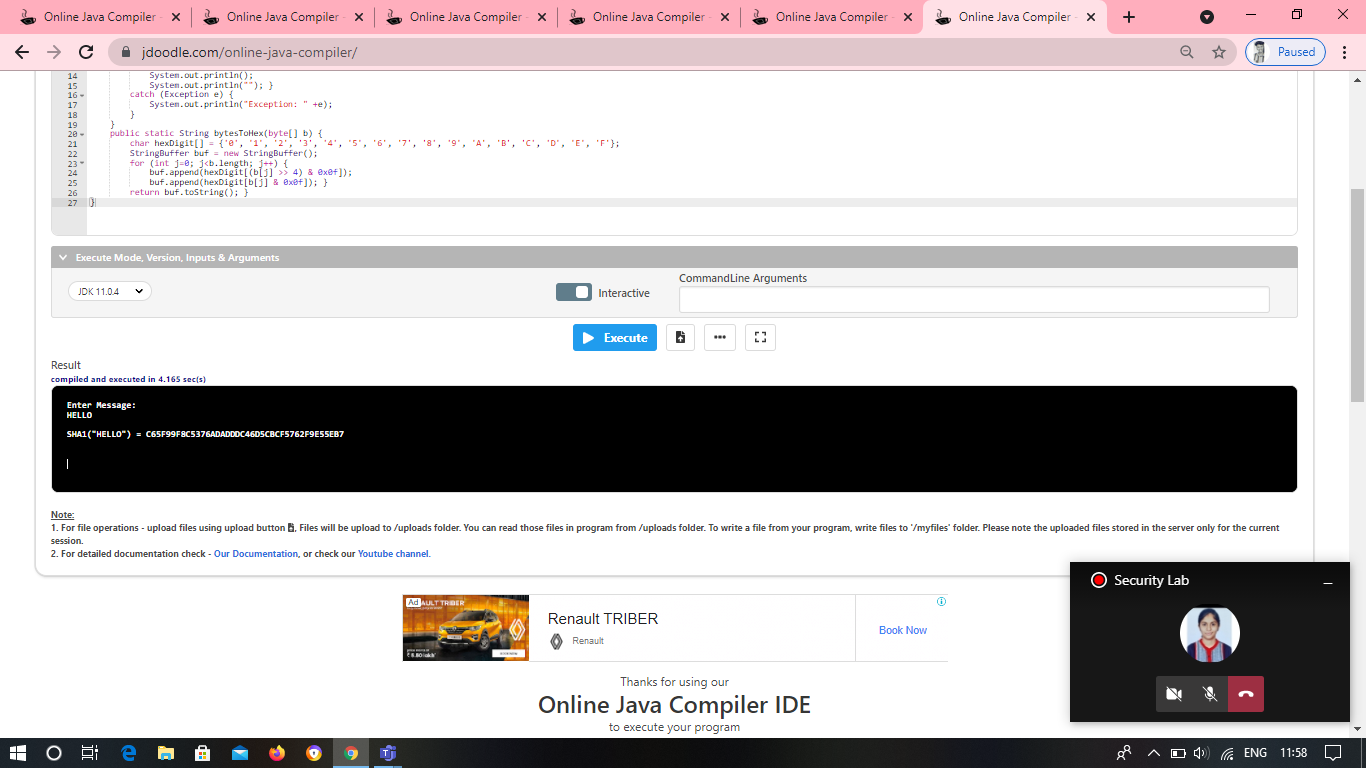 Online Java Compiler - Online Java Compiler - Online Java Compiler - Online Java Compiler - Online Java Compiler - Online Java Compiler -
jdoodle.com/online-java-compiler/
Paused
14 System.out.println();
15 System.out.println(""); }
16 catch (Exception e) {
17 System.out.println("Exception: " +e);
18 }
19 }
20 public static String bytesToHex(byte[] b) {
21 char hexDigit[] = {'0', '1', '2', '3', '4', '5', '6', '7', '8', '9', 'A', 'B', 'C', 'D', 'E', 'F'};
22 StringBuffer buf = new StringBuffer();
23 for (int j=0; j<b.length; j++) {
24 buf.append(hexDigit[(b[j] >> 4) & 0x0f]);
25 buf.append(hexDigit[b[j] & 0x0f]); }
26 return buf.toString(); }
27 }
Execute Mode, Version, Inputs & Arguments
JDK 11.0.4
Interactive
CommandLine Arguments
Execute
Result
compiled and executed in 4.165 sec(s)
Enter Message:
HELLO
SHA1("HELLO") = C65F99F8C5376ADADDDC46D5CBCF5762F9E55EB7
Note:
1. For file operations - upload files using upload button , Files will be upload to /uploads folder. You can read those files in program from /uploads folder. To write a file from your program, write files to '/myfiles' folder. Please note the uploaded files stored in the server only for the current
session.
2. For detailed documentation check - Our Documentation, or check our Youtube channel.
Security Lab
Ad AULT TRIBER
Renault TRIBER
Renault
Book Now
Thanks for using our
Online Java Compiler IDE
to execute your program
ENG 11:58